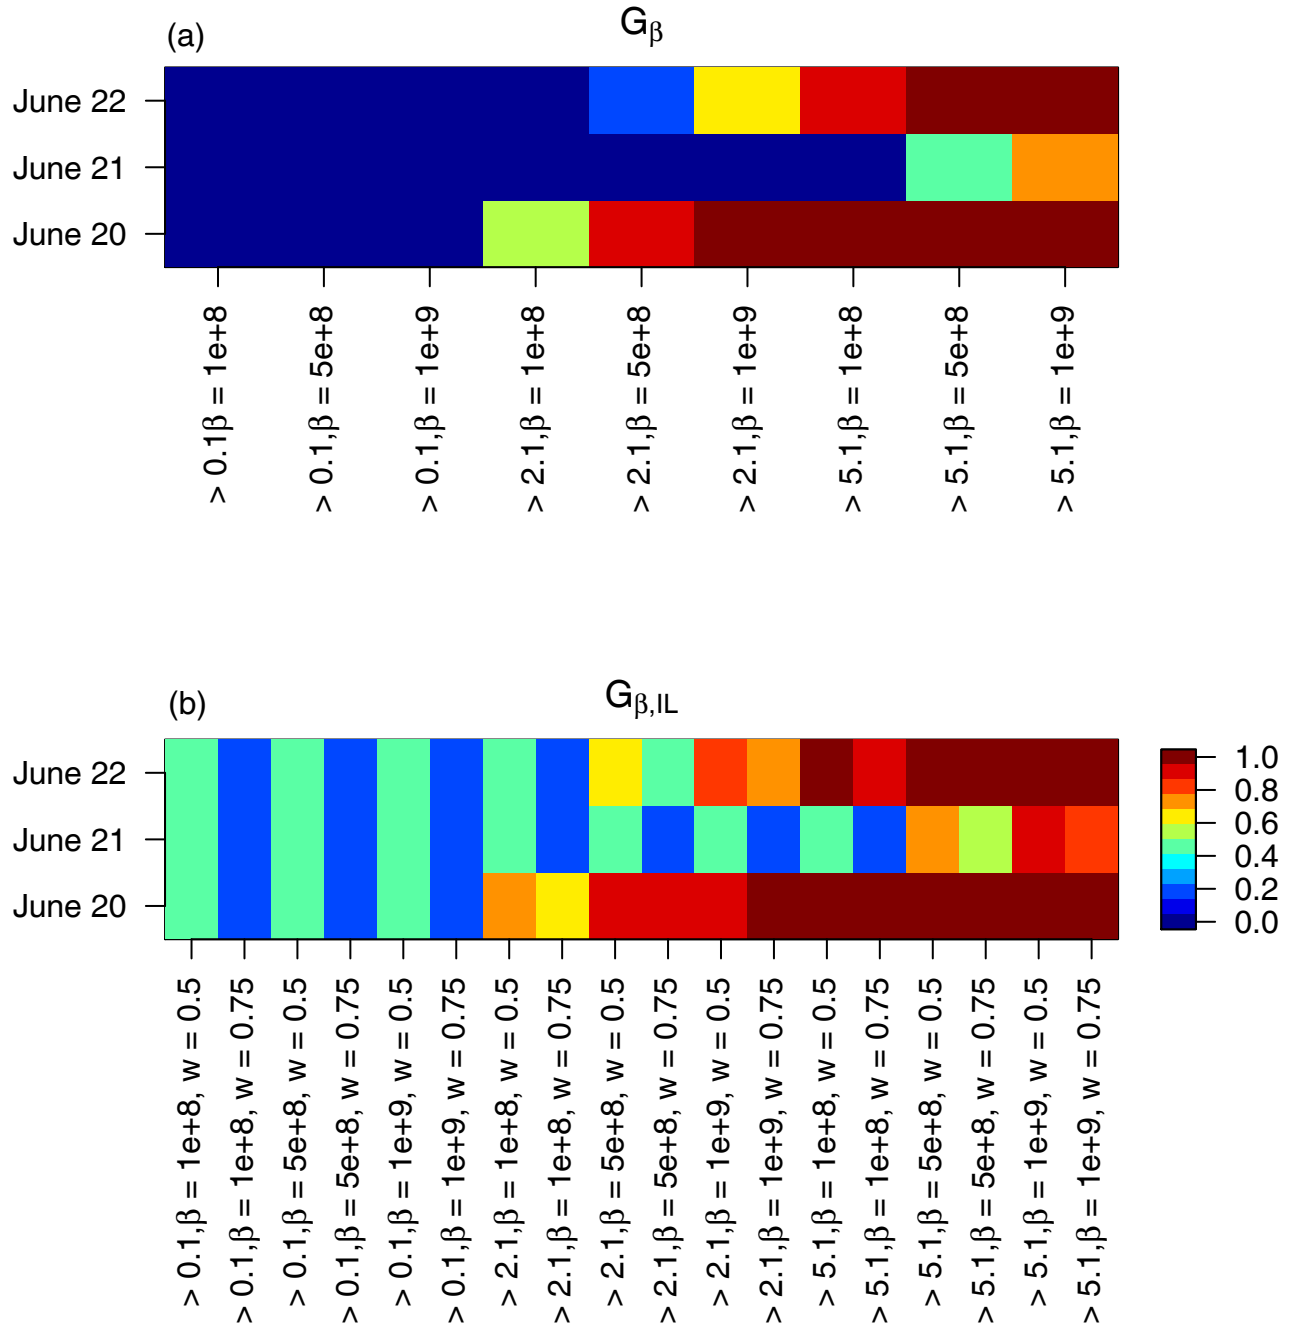 (a)
Gβ
June 22
June 21
June 20
> 0.1β = 1e+8
> 0.1,β = 5e+8
> 0.1,β = 1e+9
> 2.1,β = 1e+8
> 2.1,β = 5e+8
> 2.1,β = 1e+9
> 5.1,β = 1e+8
> 5.1,β = 5e+8
> 5.1,β = 1e+9
(b)
Gβ,IL
June 22
June 21
June 20
1.0
0.8
0.6
0.4
0.2
0.0
> 0.1,β = 1e+8, w = 0.5
> 0.1,β = 1e+8, w = 0.75
> 0.1,β = 5e+8, w = 0.5
> 0.1,β = 5e+8, w = 0.75
> 0.1,β = 1e+9, w = 0.5
> 0.1,β = 1e+9, w = 0.75
> 2.1,β = 1e+8, w = 0.5
> 2.1,β = 1e+8, w = 0.75
> 2.1,β = 5e+8, w = 0.5
> 2.1,β = 5e+8, w = 0.75
> 2.1,β = 1e+9, w = 0.5
> 2.1,β = 1e+9, w = 0.75
> 5.1,β = 1e+8, w = 0.5
> 5.1,β = 1e+8, w = 0.75
> 5.1,β = 5e+8, w = 0.5
> 5.1,β = 5e+8, w = 0.75
> 5.1,β = 1e+9, w = 0.5
> 5.1,β = 1e+9, w = 0.75